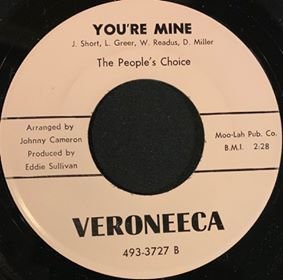 YOU'RE MINE
J. Short, L. Greer, W. Readus, D. Miller
The People's Choice
Arranged by
Johnny Cameron
Produced by
Eddie Sullivan
Moo-Lah Pub. Co.
B.M.I. 2:28
VERONEECA
493-3727 B